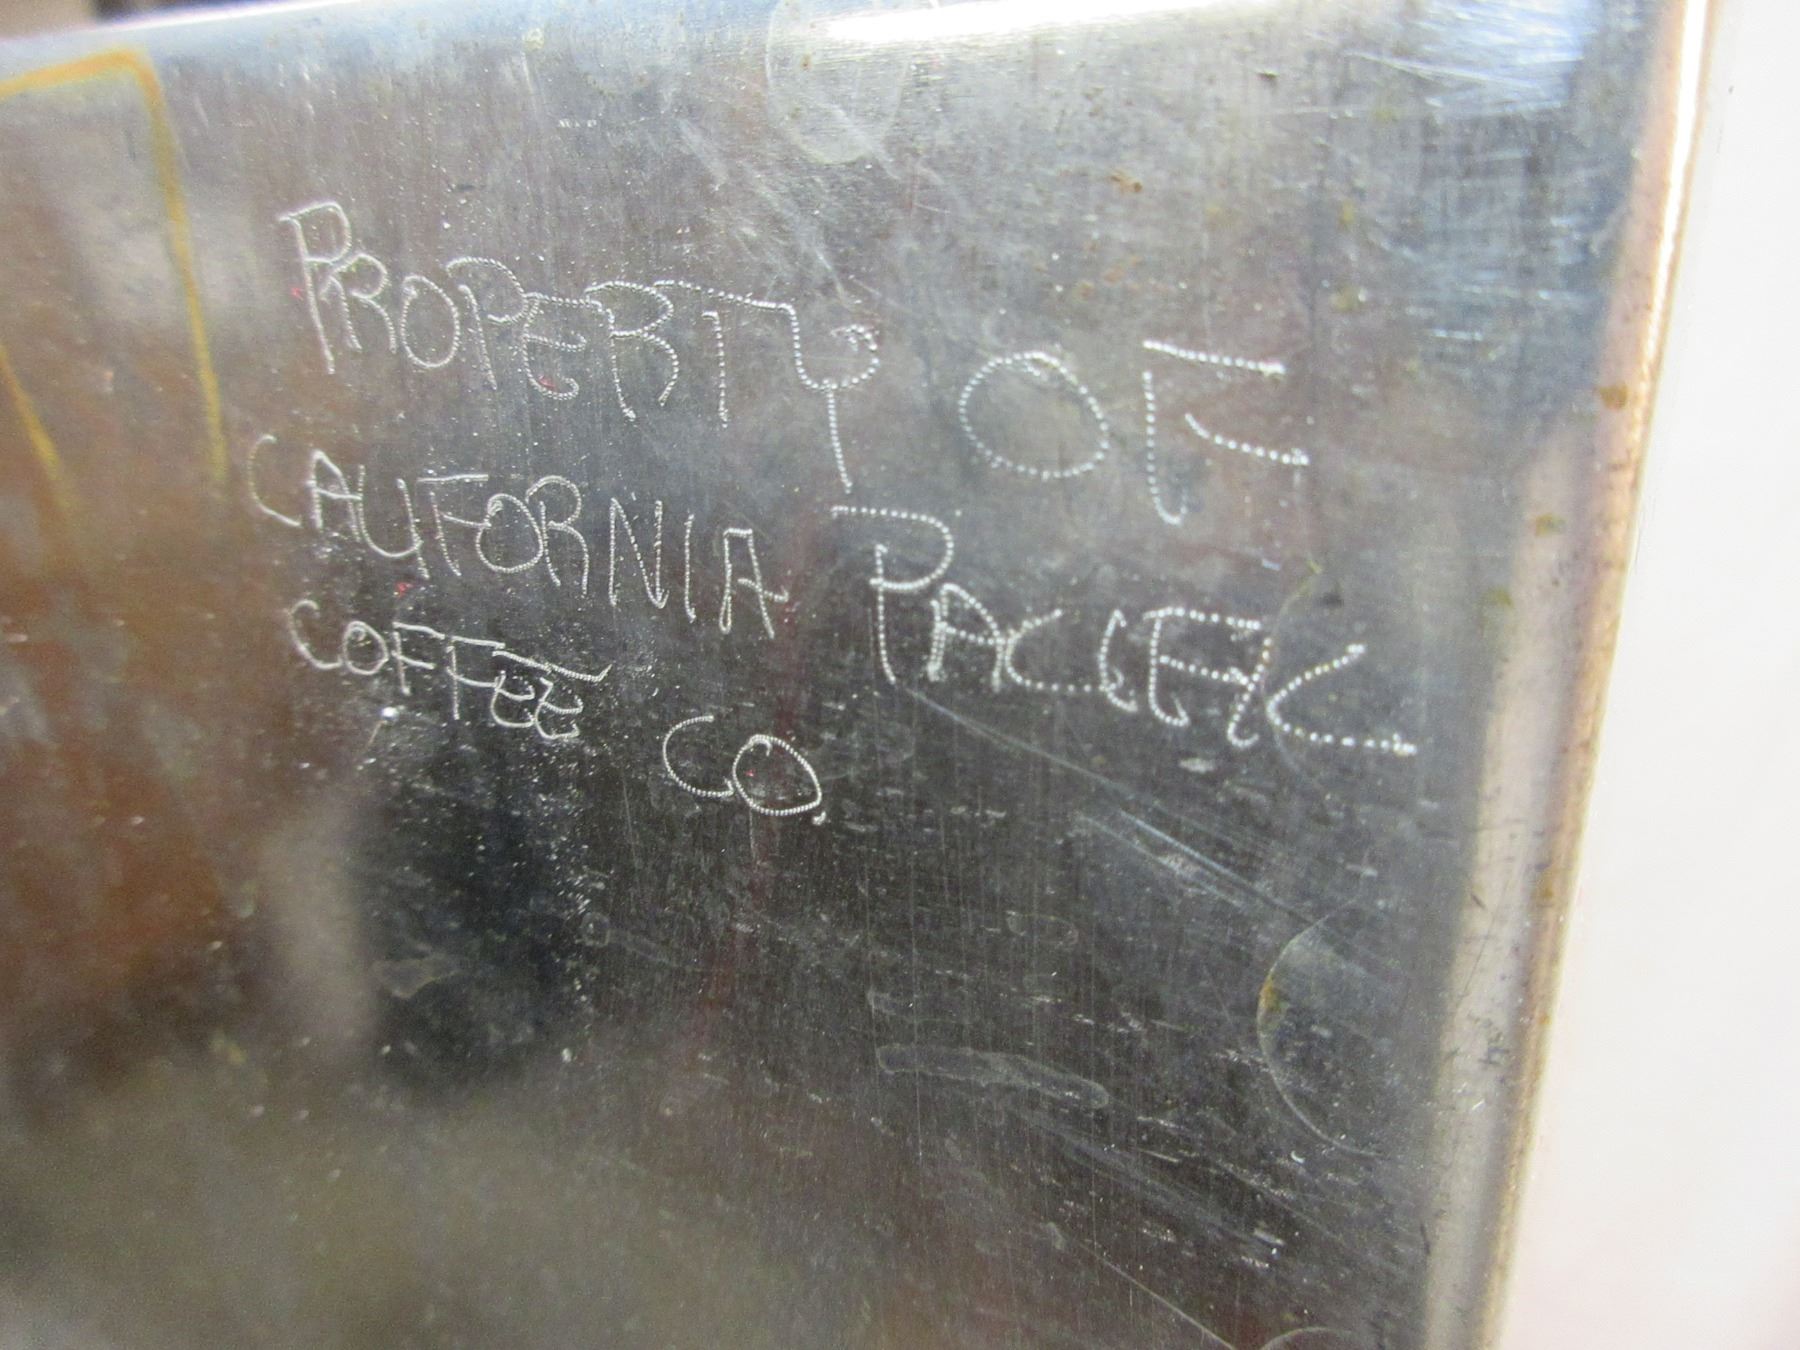 PROPERTY OF
CALIFORNIA PACIFIC
COFFEE CO.